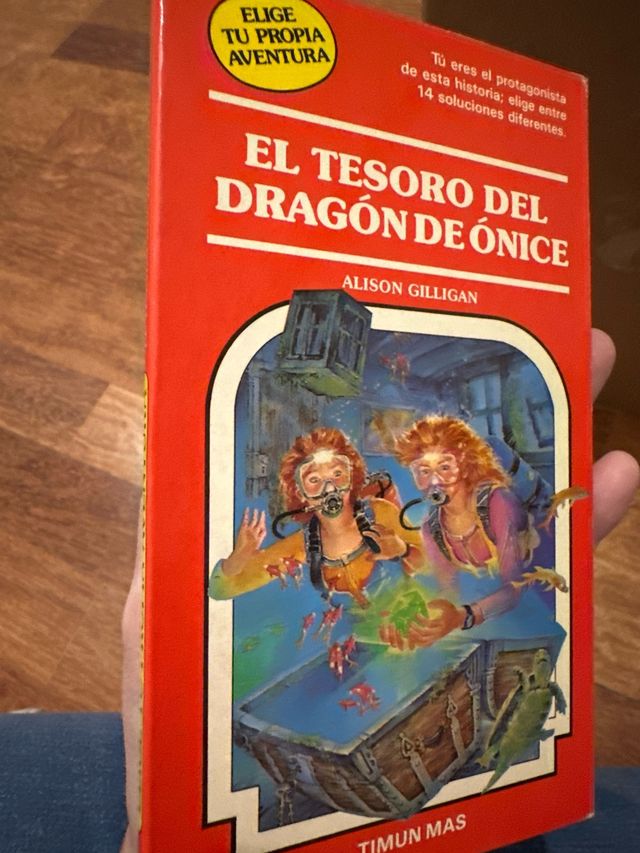 ELIGE
TU PROPIA
AVENTURA
Tú eres el protagonista
de esta historia; elige entre
14 soluciones diferentes.
EL TESORO DEL
DRAGÓN DE ÓNICE
ALISON GILLIGAN
TIMUN MAS